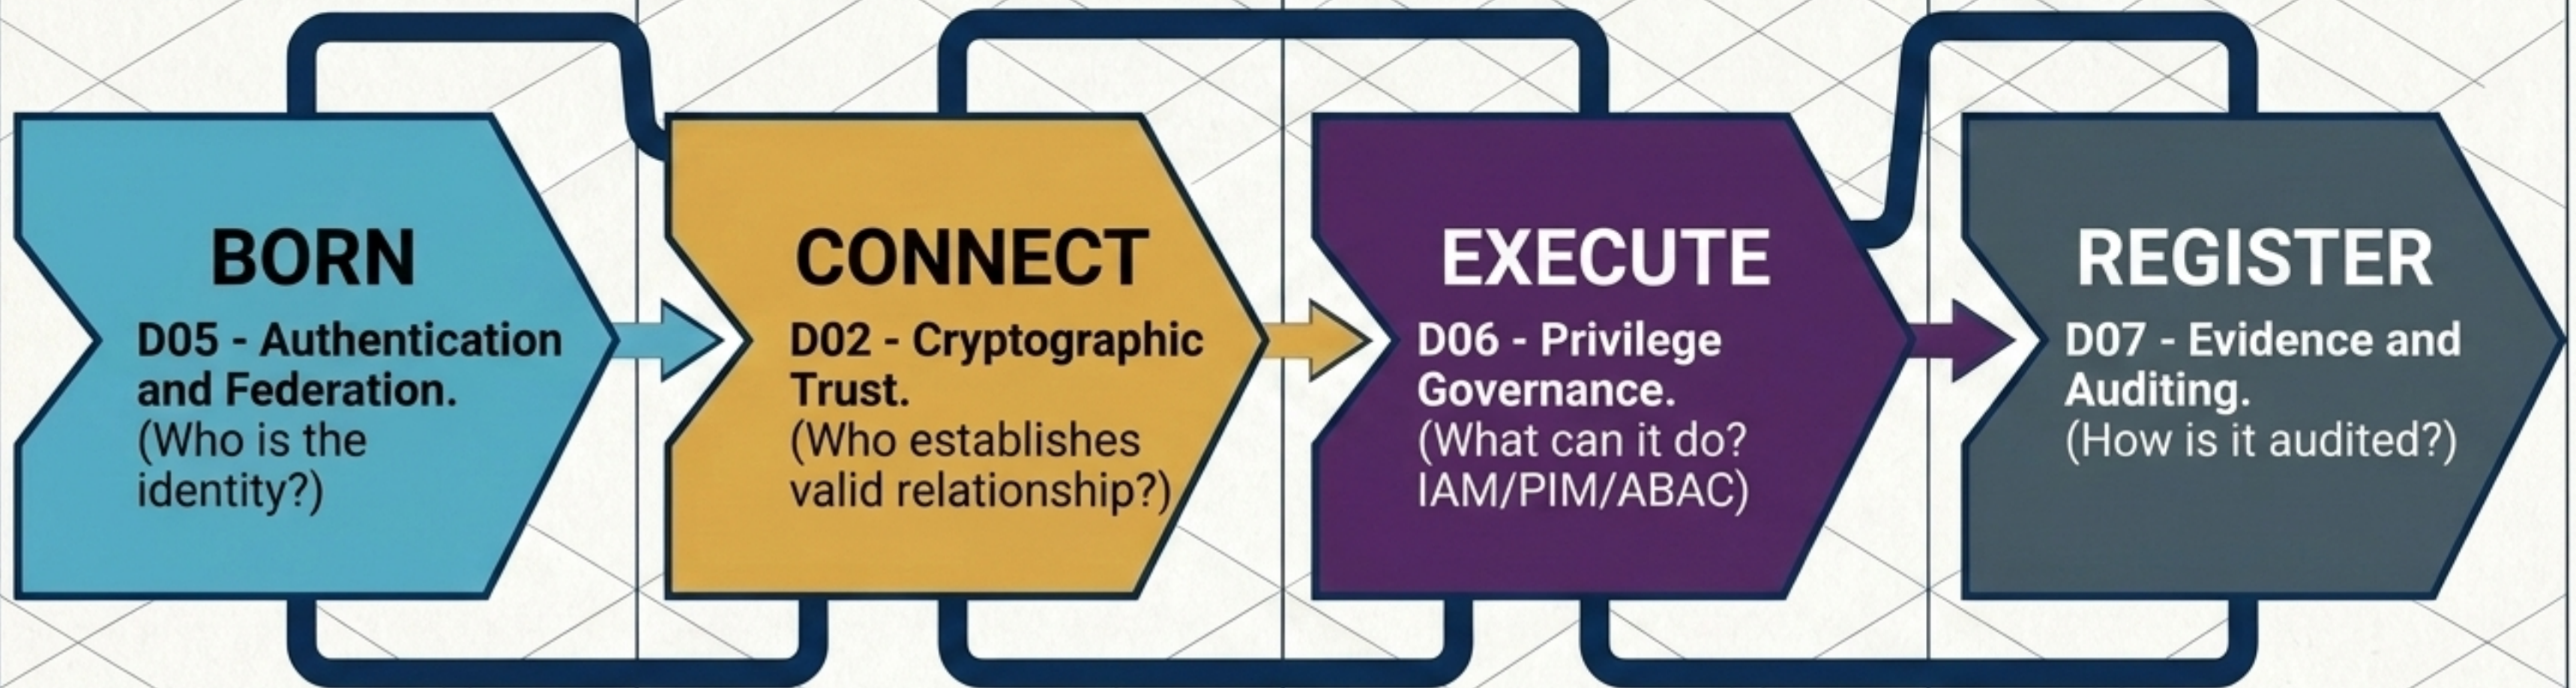 BORN
D05 - Authentication
and Federation.
(Who is the
identity?)
CONNECT
D02 - Cryptographic
Trust.
(Who establishes
valid relationship?)
EXECUTE
D06 - Privilege
Governance.
(What can it do?
IAM/PIM/ABAC)
REGISTER
D07 - Evidence and
Auditing.
(How is it audited?)